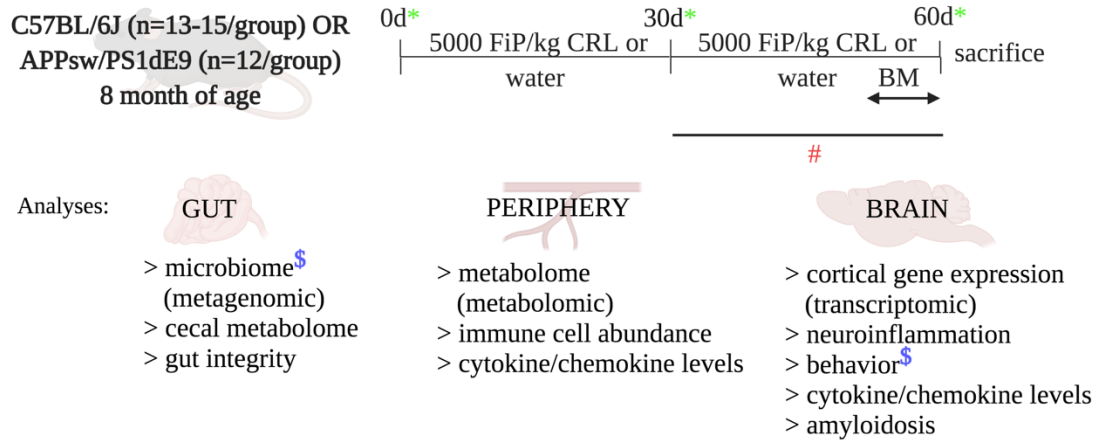 C57BL/6J (n=13-15/group) OR
APPsw/PS1dE9 (n=12/group)
8 month of age
0d*
30d*
60d*
5000 FiP/kg CRL or
water
5000 FiP/kg CRL or
water
BM
sacrifice
#
Analyses:
GUT
> microbiome$
(metagenomic)
> cecal metabolome
> gut integrity
PERIPHERY
> metabolome
(metabolomic)
> immune cell abundance
> cytokine/chemokine levels
BRAIN
> cortical gene expression
(transcriptomic)
> neuroinflammation
> behavior$
> cytokine/chemokine levels
> amyloidosis